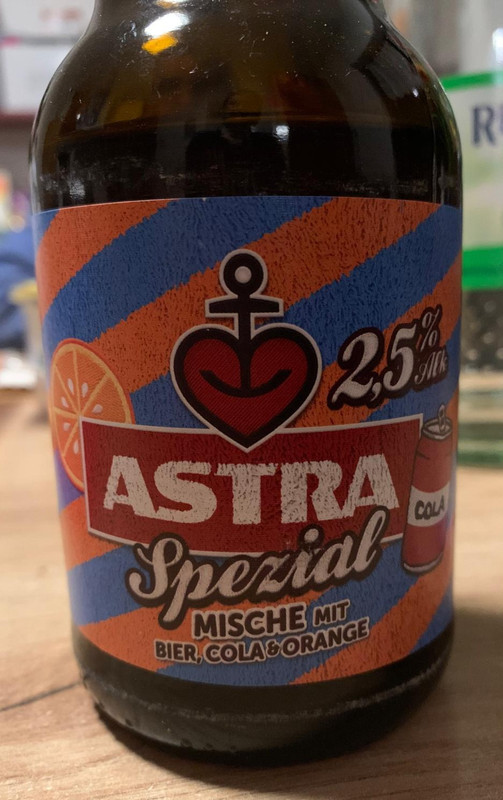 2,5% Alk
ASTRA
COLA
Spezial
MISCHE MIT
BIER, COLA & ORANGE